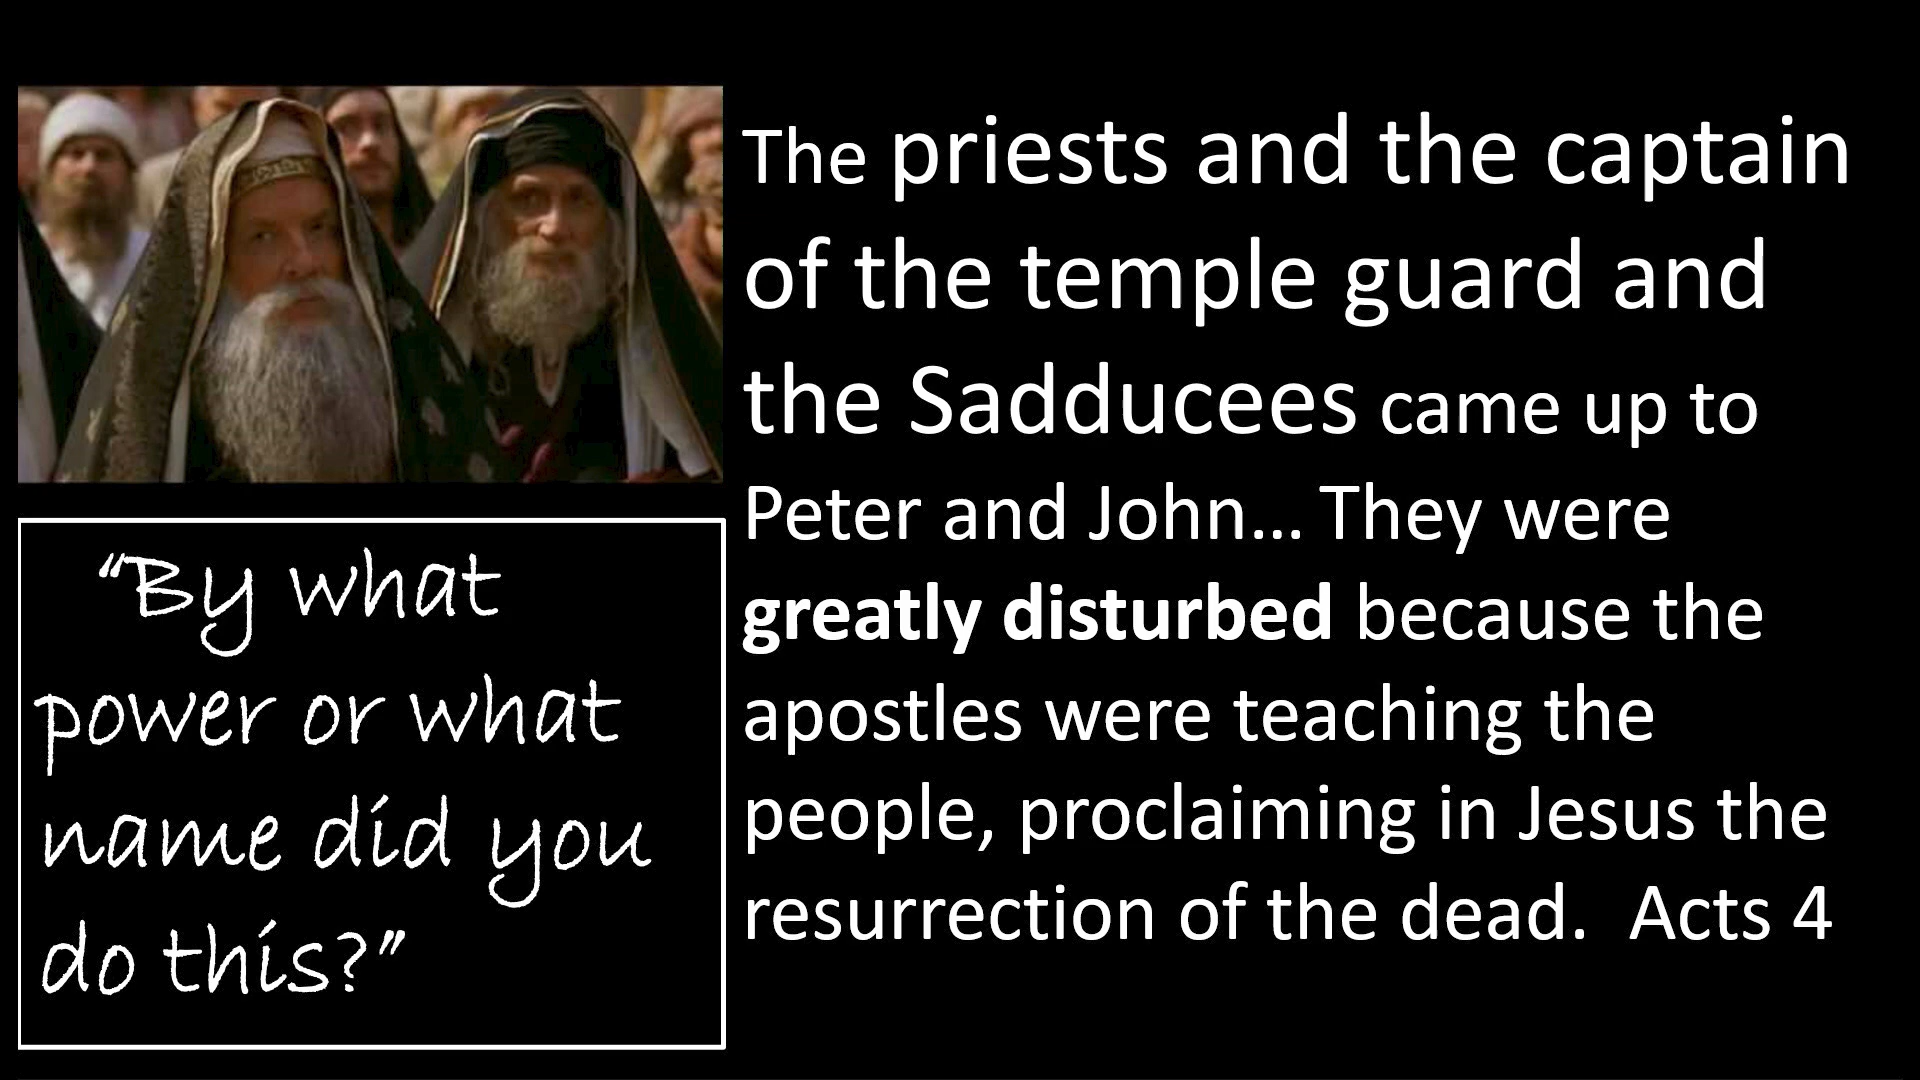 The priests and the captain
of the temple guard and
the Sadducees came up to
Peter and John... They were
greatly disturbed because the
apostles were teaching the
people, proclaiming in Jesus the
resurrection of the dead.  Acts 4
“By what
power or what
name did you
do this?”